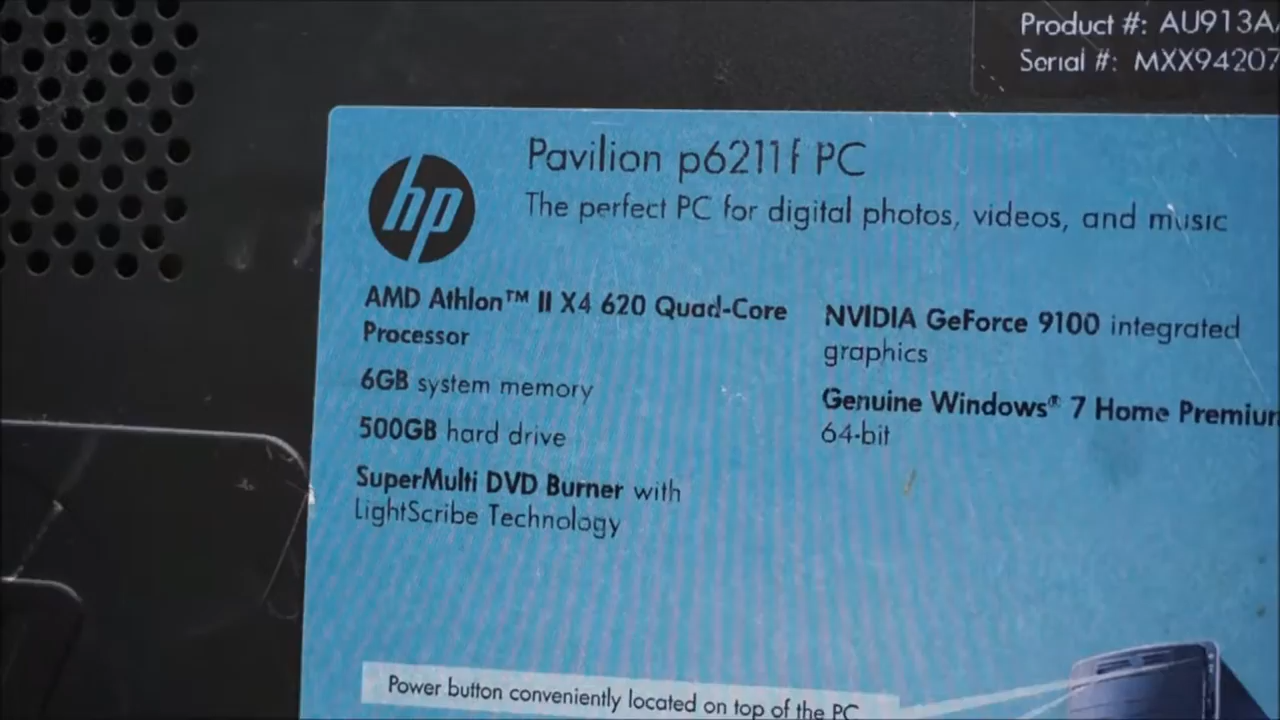 Product #: AU913A
Serial #: MXX94207
hp
Pavilion p6211f PC
The perfect PC for digital photos, videos, and music
AMD Athlon™ II X4 620 Quad-Core
Processor
6GB system memory
500GB hard drive
SuperMulti DVD Burner with
LightScribe Technology
NVIDIA GeForce 9100 integrated
graphics
Genuine Windows® 7 Home Premiu
64-bit
Power button conveniently located on top of the PC